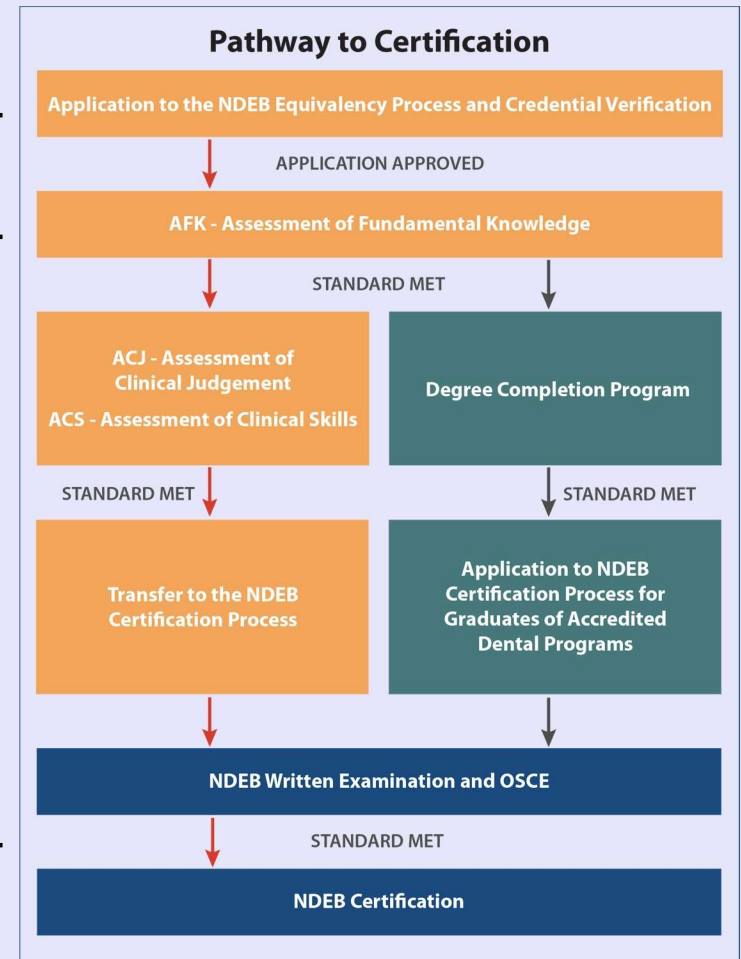 Pathway to Certification
Application to the NDEB Equivalency Process and Credential Verification
APPLICATION APPROVED
AFK - Assessment of Fundamental Knowledge
STANDARD MET
ACJ - Assessment of
Clinical Judgement
ACS - Assessment of Clinical Skills
Degree Completion Program
STANDARD MET
STANDARD MET
Transfer to the NDEB
Certification Process
Application to NDEB
Certification Process for
Graduates of Accredited
Dental Programs
NDEB Written Examination and OSCE
STANDARD MET
NDEB Certification